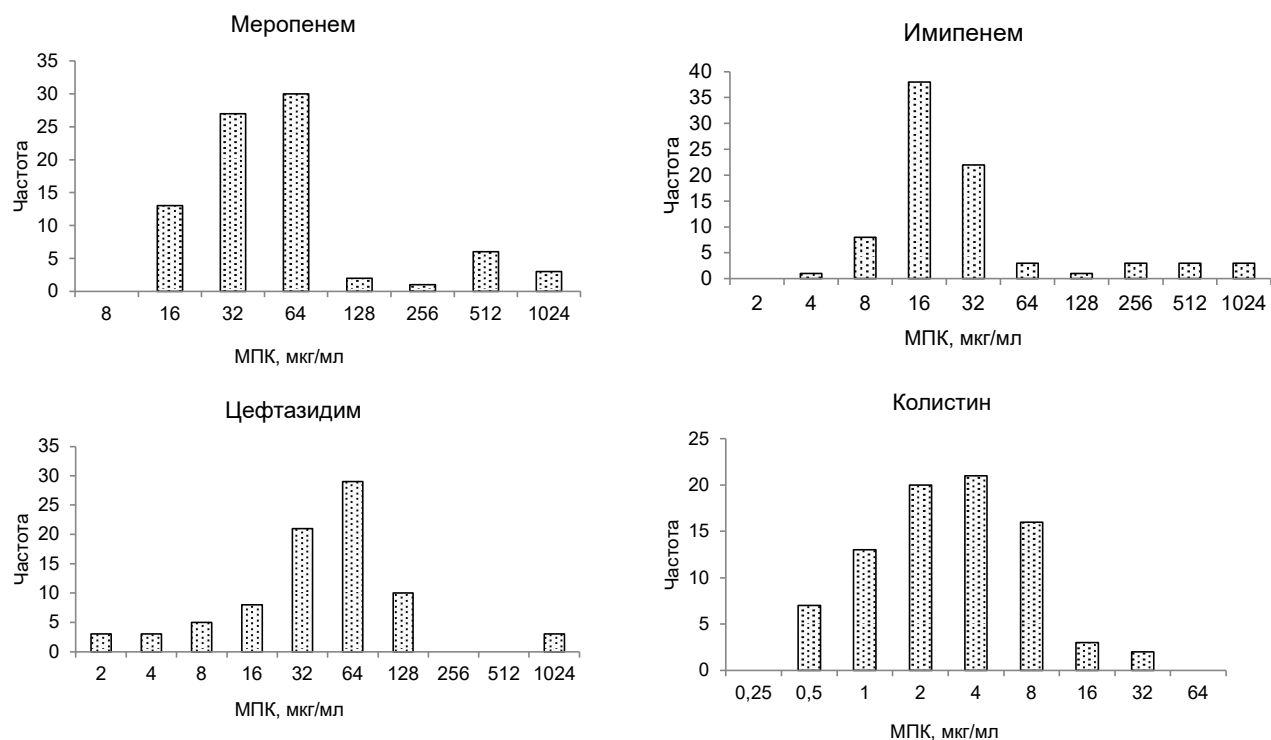 Меропенем
35
30
25
20
15
10
5
0
Частота
8 16 32 64 128 256 512 1024
МПК, мкг/мл
Имипенем
40
35
30
25
20
15
10
5
0
Частота
2 4 8 16 32 64 128 256 512 1024
МПК, мкг/мл
Цефтазидим
35
30
25
20
15
10
5
0
Частота
2 4 8 16 32 64 128 256 512 1024
МПК, мкг/мл
Колистин
25
20
15
10
5
0
Частота
0,25 0,5 1 2 4 8 16 32 64
МПК, мкг/мл